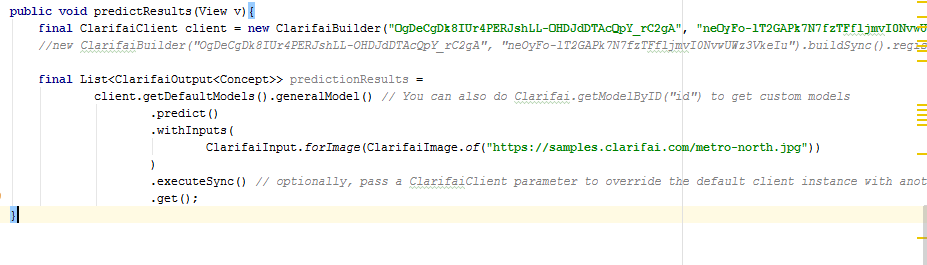 public void predictResults(View v){
final ClarifaiClient client = new ClarifaiBuilder("OgDeCgDk8IUr4PERJshLL-OHDJdDTAcQpY_rC2gA", "neOyFo-lT2GAPk7N7fzTFfljmvI0NvwU
//new ClarifaiBuilder("OgDeCgDk8IUr4PERJshLL-OHDJdDTAcQpY_rC2gA", "neOyFo-lT2GAPk7N7fzTFfljmvI0NvwUWz3VkeIu").buildSync().regis
final List<ClarifaiOutput<Concept>> predictionResults =
client.getDefaultModels().generalModel() // You can also do Clarifai.getModelByID("id") to get custom models
.predict()
.withInputs(
ClarifaiInput.forImage(ClarifaiImage.of("https://samples.clarifai.com/metro-north.jpg"))
)
.executeSync() // optionally, pass a ClarifaiClient parameter to override the default client instance with anot
.get();
}